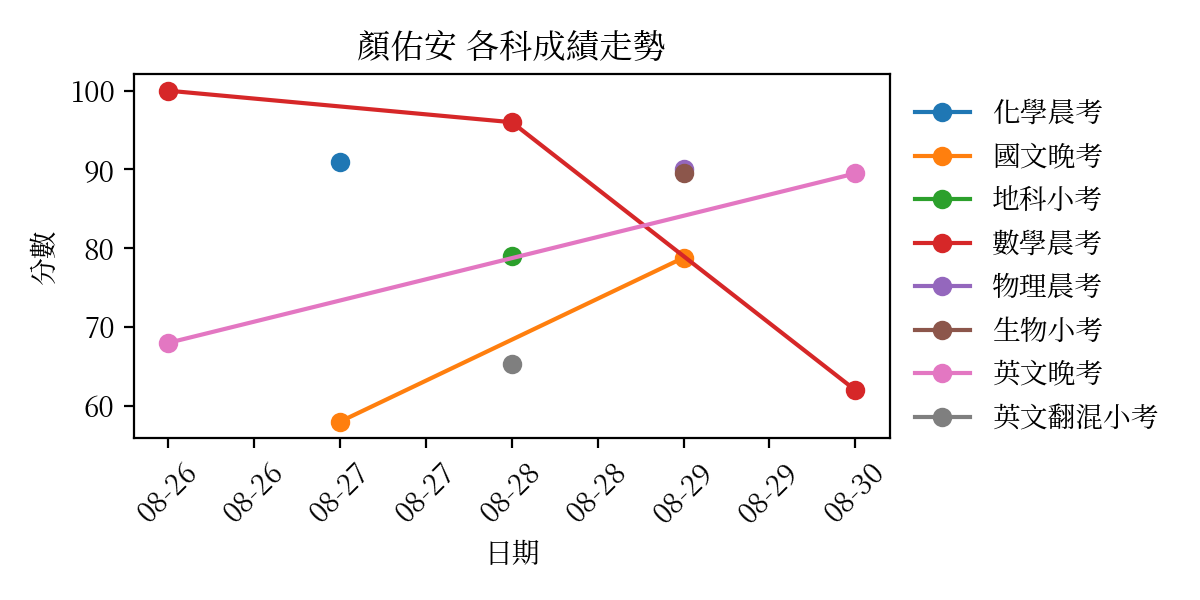 顏佑安 各科成績走勢
分數
100
90
80
70
60
08-26
08-26
08-27
08-27
08-28
08-28
08-29
08-29
08-30
日期
化學晨考
國文晚考
地科小考
數學晨考
物理晨考
生物小考
英文晚考
英文翻混小考